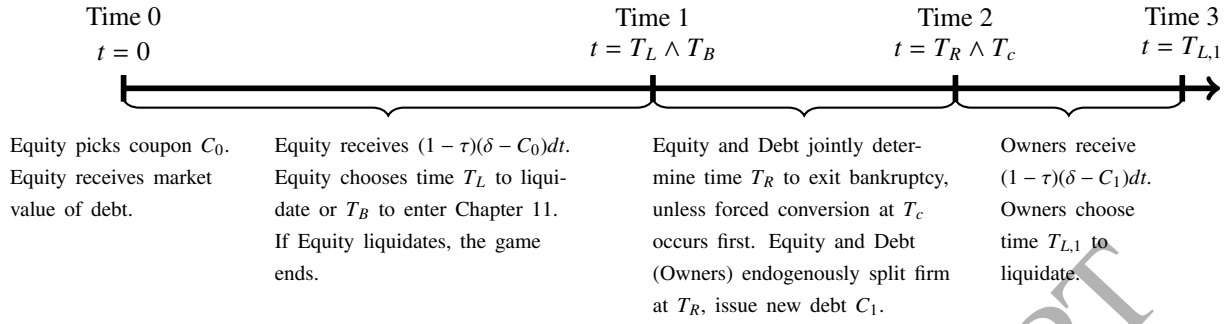 Time 0
Time 1
Time 2
Time 3
t = 0
t = T_L ∧ T_B
t = T_R ∧ T_c
t = T_{L,1}
Equity picks coupon C_0.
Equity receives market
value of debt.
Equity receives (1 − τ)(δ − C_0)dt.
Equity chooses time T_L to liqui-
date or T_B to enter Chapter 11.
If Equity liquidates, the game
ends.
Equity and Debt jointly deter-
mine time T_R to exit bankruptcy,
unless forced conversion at T_c
occurs first. Equity and Debt
(Owners) endogenously split firm
at T_R, issue new debt C_1.
Owners receive
(1 − τ)(δ − C_1)dt.
Owners choose
time T_{L,1} to
liquidate.